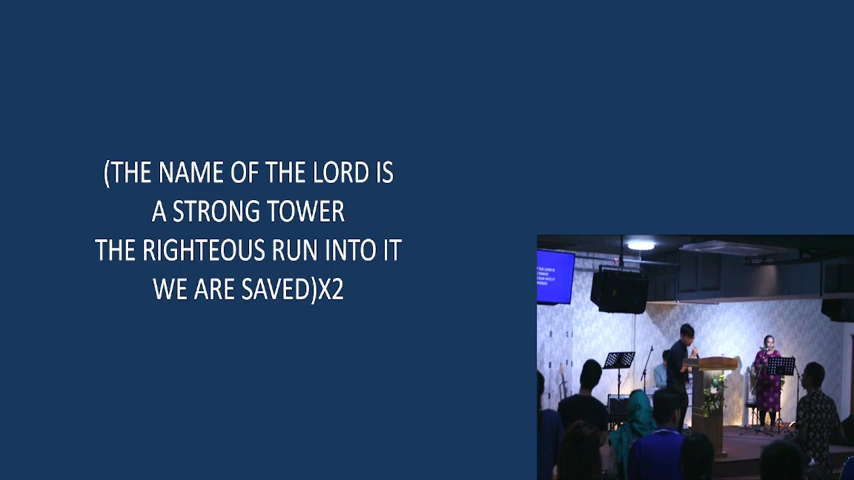 (THE NAME OF THE LORD IS
A STRONG TOWER
THE RIGHTEOUS RUN INTO IT
WE ARE SAVED)X2